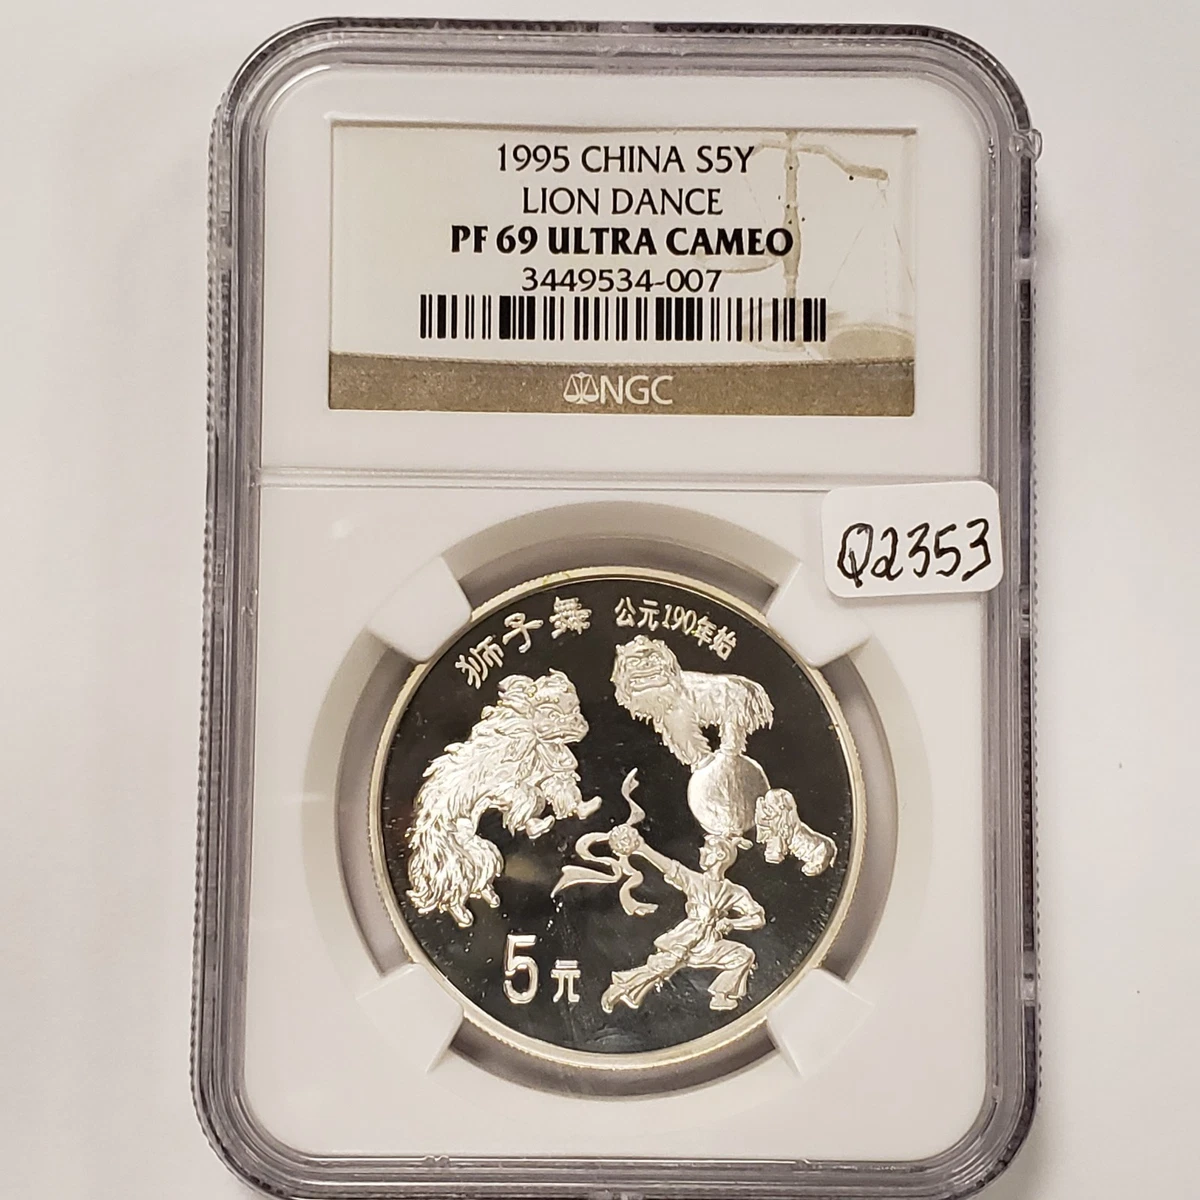 1995 CHINA S5Y
LION DANCE
PF 69 ULTRA CAMEO
3449534-007
NGC
Q2353
狮子舞
公元190年始
5元